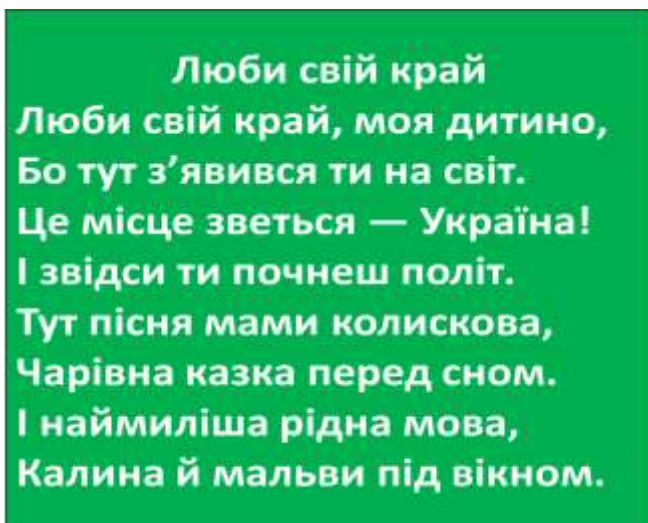 Люби свій край
Люби свій край, моя дитино,
Бо тут з’явився ти на світ.
Це місце зветься — Україна!
І звідси ти почнеш політ.
Тут пісня мами колискова,
Чарівна казка перед сном.
І наймиліша рідна мова,
Калина й мальви під вікном.